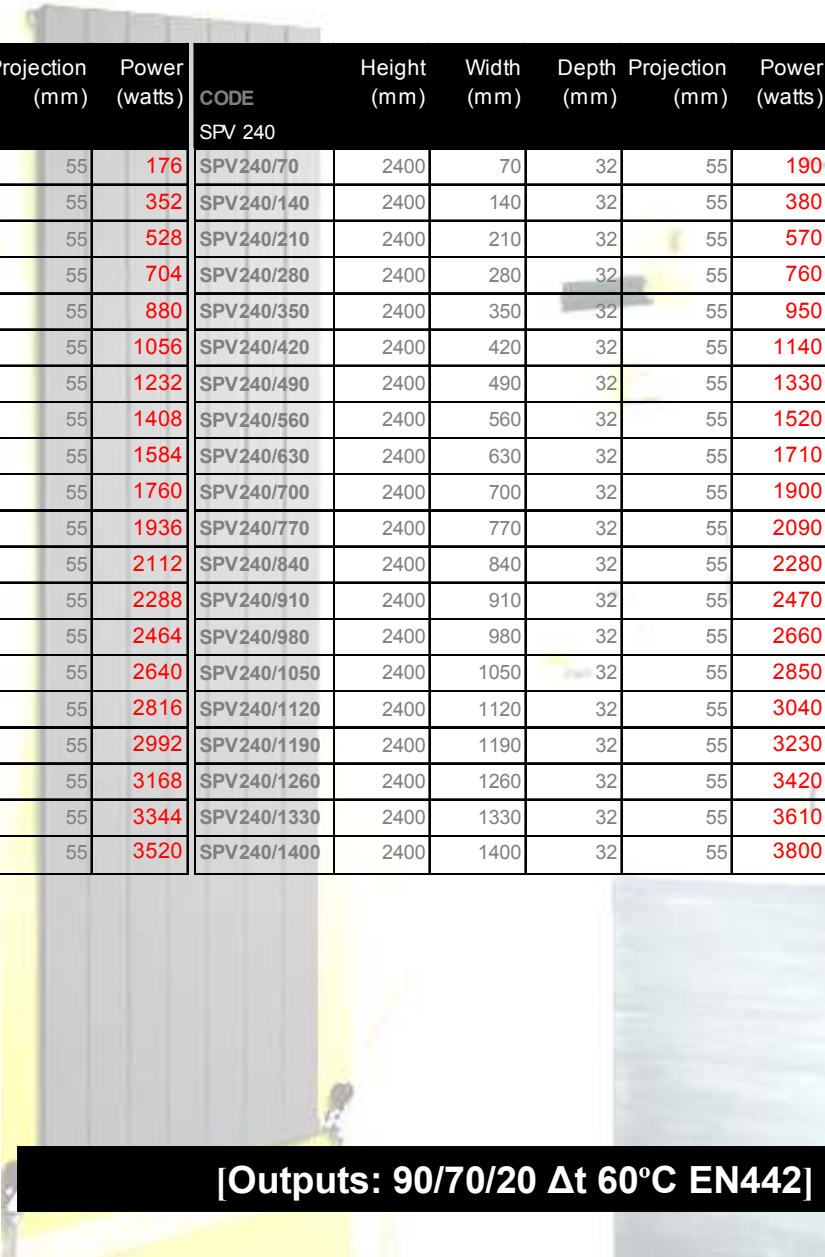 Projection Power Height Width Depth Projection Power
(mm) (watts) CODE (mm) (mm) (mm) (mm) (watts)
SPV 240
55 176 SPV240/70 2400 70 32 55 190
55 352 SPV240/140 2400 140 32 55 380
55 528 SPV240/210 2400 210 32 55 570
55 704 SPV240/280 2400 280 32 55 760
55 880 SPV240/350 2400 350 32 55 950
55 1056 SPV240/420 2400 420 32 55 1140
55 1232 SPV240/490 2400 490 32 55 1330
55 1408 SPV240/560 2400 560 32 55 1520
55 1584 SPV240/630 2400 630 32 55 1710
55 1760 SPV240/700 2400 700 32 55 1900
55 1936 SPV240/770 2400 770 32 55 2090
55 2112 SPV240/840 2400 840 32 55 2280
55 2288 SPV240/910 2400 910 32 55 2470
55 2464 SPV240/980 2400 980 32 55 2660
55 2640 SPV240/1050 2400 1050 32 55 2850
55 2816 SPV240/1120 2400 1120 32 55 3040
55 2992 SPV240/1190 2400 1190 32 55 3230
55 3168 SPV240/1260 2400 1260 32 55 3420
55 3344 SPV240/1330 2400 1330 32 55 3610
55 3520 SPV240/1400 2400 1400 32 55 3800
[Outputs: 90/70/20 Δt 60ºC EN442]